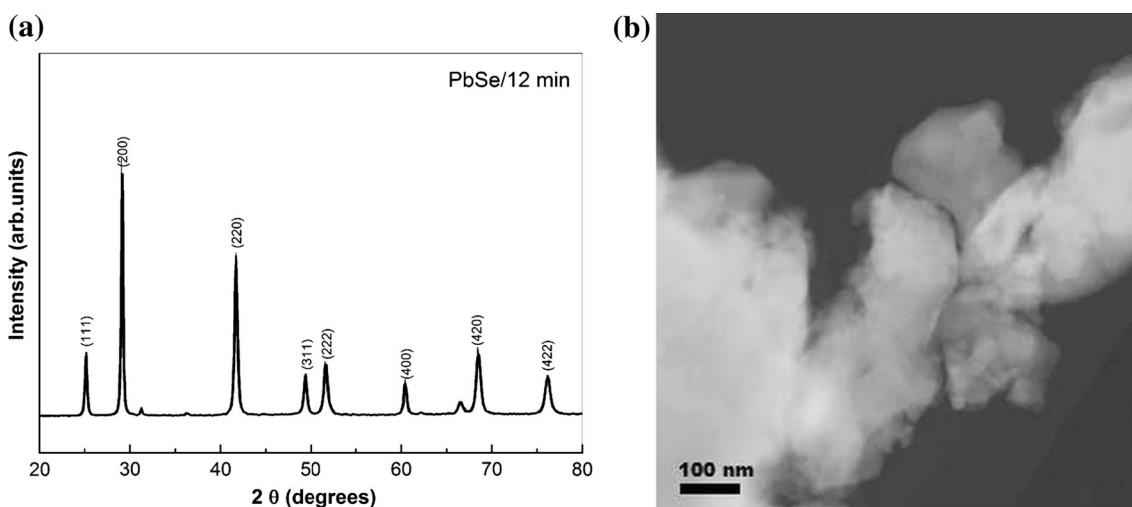 (a)
PbSe/12 min
(111)
(200)
(220)
(311)
(222)
(400)
(420)
(422)
Intensity (arb.units)
20 30 40 50 60 70 80
2 θ (degrees)
(b)
100 nm